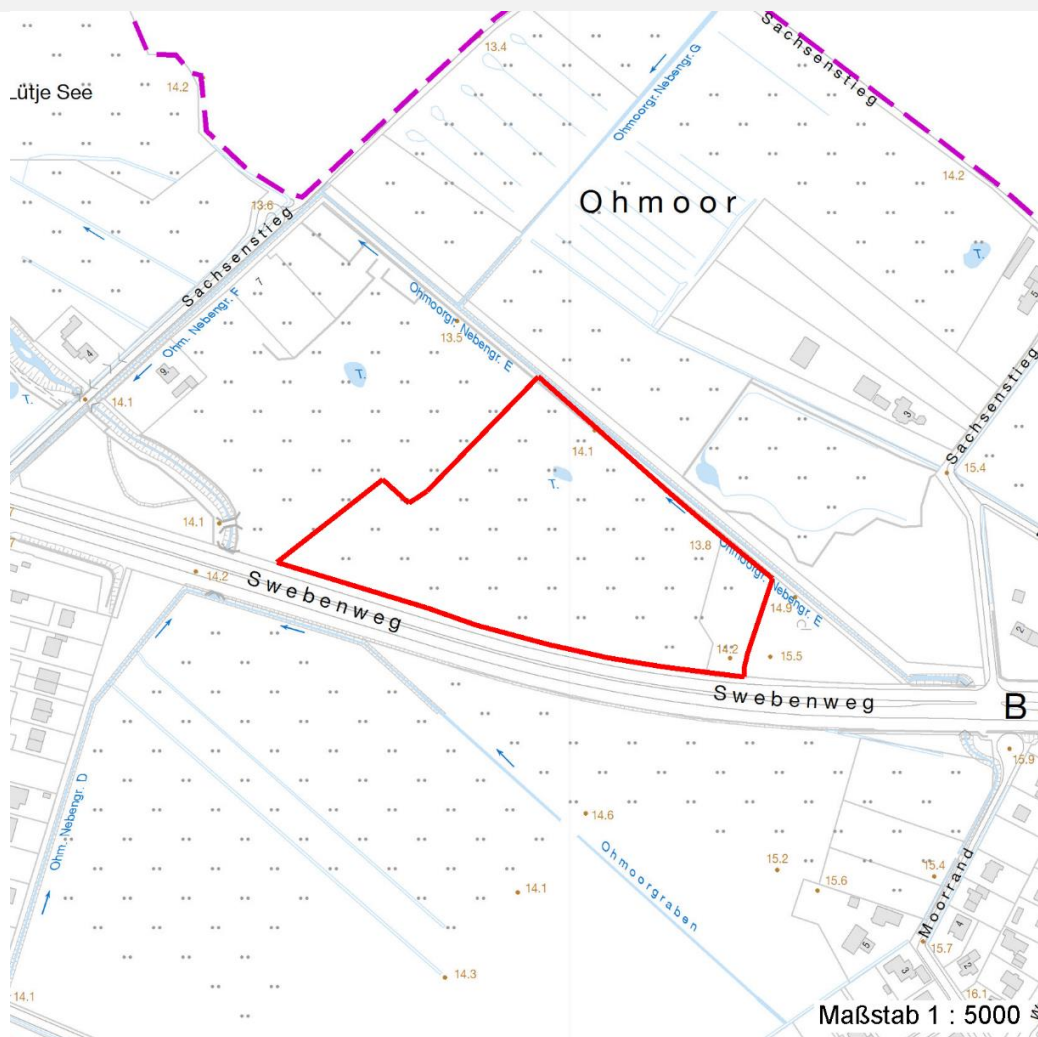 Sachsenstieg
13.4
Lütje See
14.2
Ohmoorgr. Nebengr. G
14.2
Ohmoor
13.6
Sachsenstieg
T.
7
5
Ohm. Nebengr. F
Ohmoorgr. Nebengr. E
13.5
4
9
3
Sachsenstieg
T.
T.
14.1
14.1
15.4
T.
14.1
13.8
14.2
Swebenweg
Ohmoorgr. Nebengr. E
14.9
2
14.2
15.5
Swebenweg
B
15.9
Ohm. Nebengr. D
14.6
Ohmoorgraben
15.2
15.4
15.6
14.1
Moorrand
4
5
15.7
2
3
14.3
14.1
16.1
Maßstab 1 : 5000